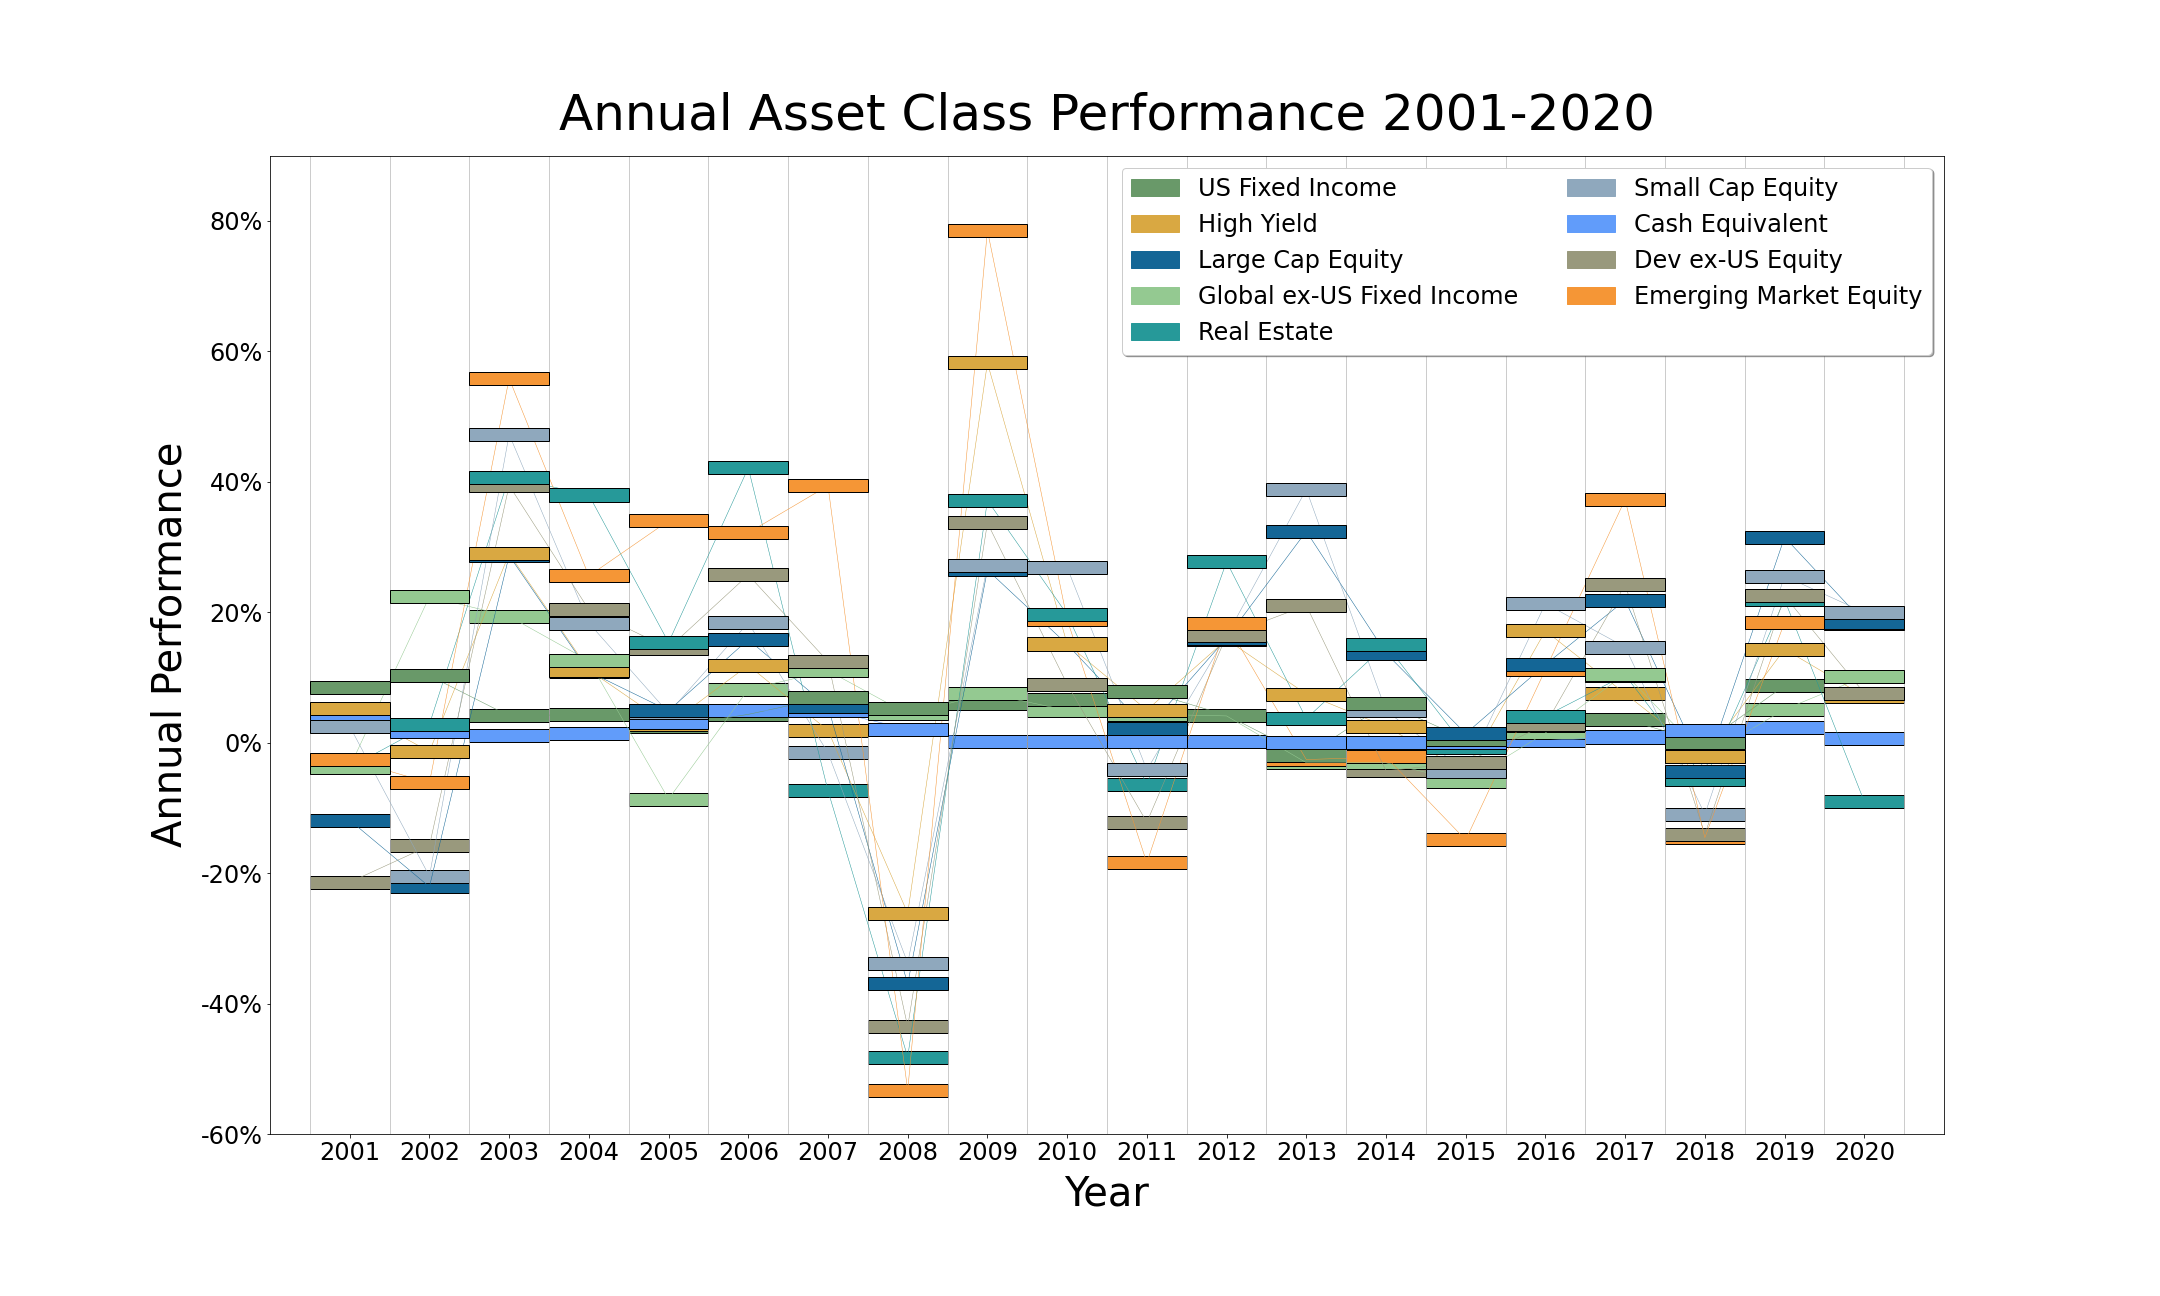 Annual Asset Class Performance 2001-2020
US Fixed Income
High Yield
Large Cap Equity
Global ex-US Fixed Income
Real Estate
Small Cap Equity
Cash Equivalent
Dev ex-US Equity
Emerging Market Equity
Annual Performance
80%
60%
40%
20%
0%
-20%
-40%
-60%
2001 2002 2003 2004 2005 2006 2007 2008 2009 2010 2011 2012 2013 2014 2015 2016 2017 2018 2019 2020
Year